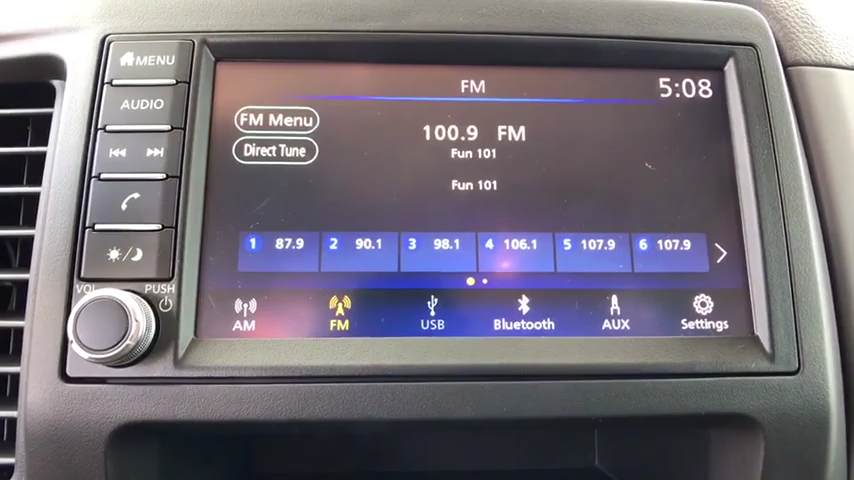 MENU
AUDIO
VOL
PUSH
FM
5:08
FM Menu
Direct Tune
100.9 FM
Fun 101
Fun 101
1 87.9
2 90.1
3 98.1
4 106.1
5 107.9
6 107.9
AM
FM
USB
Bluetooth
AUX
Settings